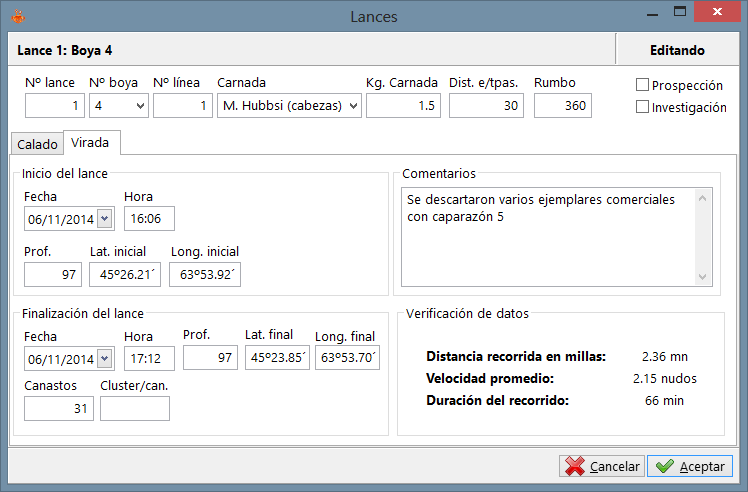 Lances
Lance 1: Boya 4 Editando
Nº lance Nº boya Nº línea Carnada Kg. Carnada Dist. e/tpas. Rumbo
1 4 1 M. Hubbsi (cabezas) 1.5 30 360
Prospección
Investigación
Calado Virada
Inicio del lance
Fecha Hora
06/11/2014 16:06
Prof. Lat. inicial Long. inicial
97 45º26.21´ 63º53.92´
Comentarios
Se descartaron varios ejemplares comerciales
con caparazón 5
Finalización del lance
Fecha Hora Prof. Lat. final Long. final
06/11/2014 17:12 97 45º23.85´ 63º53.70´
Canastos Cluster/can.
31
Verificación de datos
Distancia recorrida en millas: 2.36 mn
Velocidad promedio: 2.15 nudos
Duración del recorrido: 66 min
Cancelar Aceptar